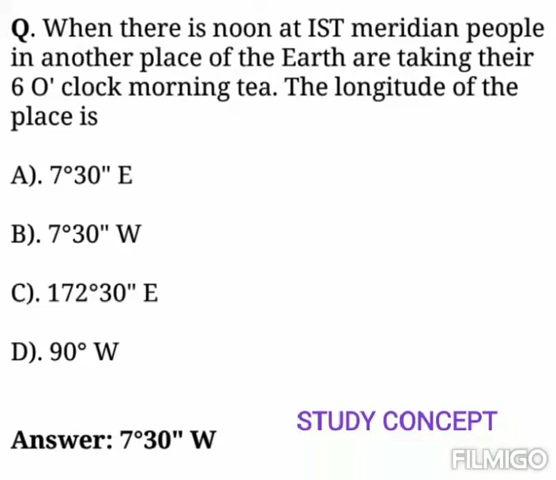 Q. When there is noon at IST meridian people
in another place of the Earth are taking their
6 O' clock morning tea. The longitude of the
place is
A). 7°30" E
B). 7°30" W
C). 172°30" E
D). 90° W
STUDY CONCEPT
Answer: 7°30" W
FILMIGO